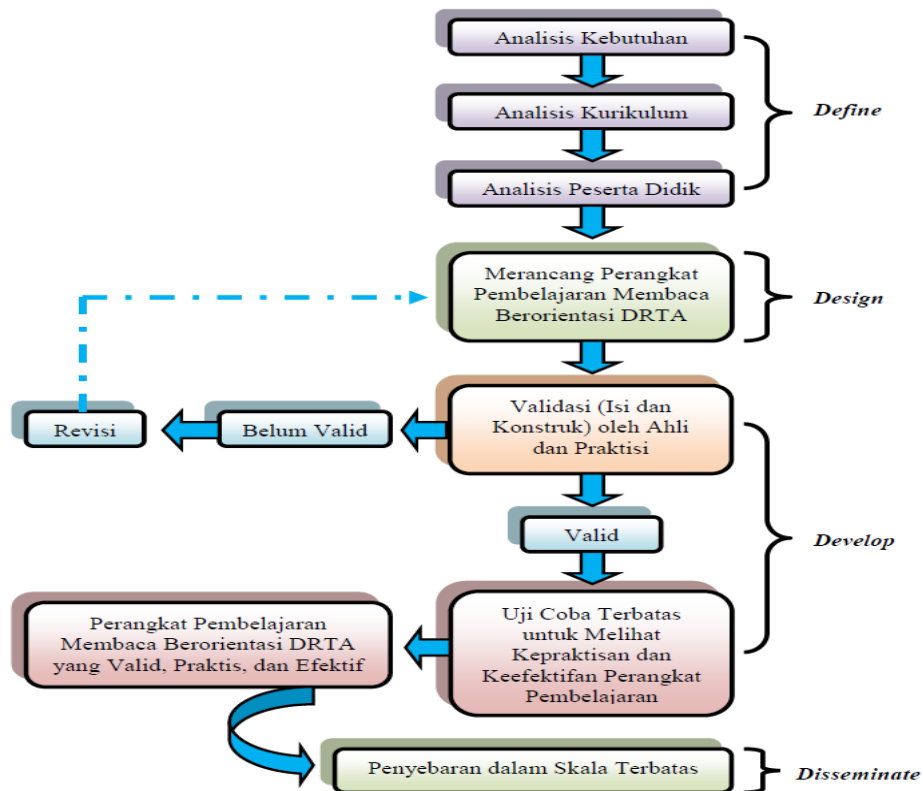 Analisis Kebutuhan
Analisis Kurikulum
Define
Analisis Peserta Didik
Merancang Perangkat
Pembelajaran Membaca
Berorientasi DRTA
Design
Validasi (Isi dan
Konstruk) oleh Ahli
dan Praktisi
Belum Valid
Revisi
Valid
Develop
Uji Coba Terbatas
untuk Melihat
Kepraktisan dan
Keefektifan Perangkat
Pembelajaran
Perangkat Pembelajaran
Membaca Berorientasi DRTA
yang Valid, Praktis, dan Efektif
Penyebaran dalam Skala Terbatas
Disseminate